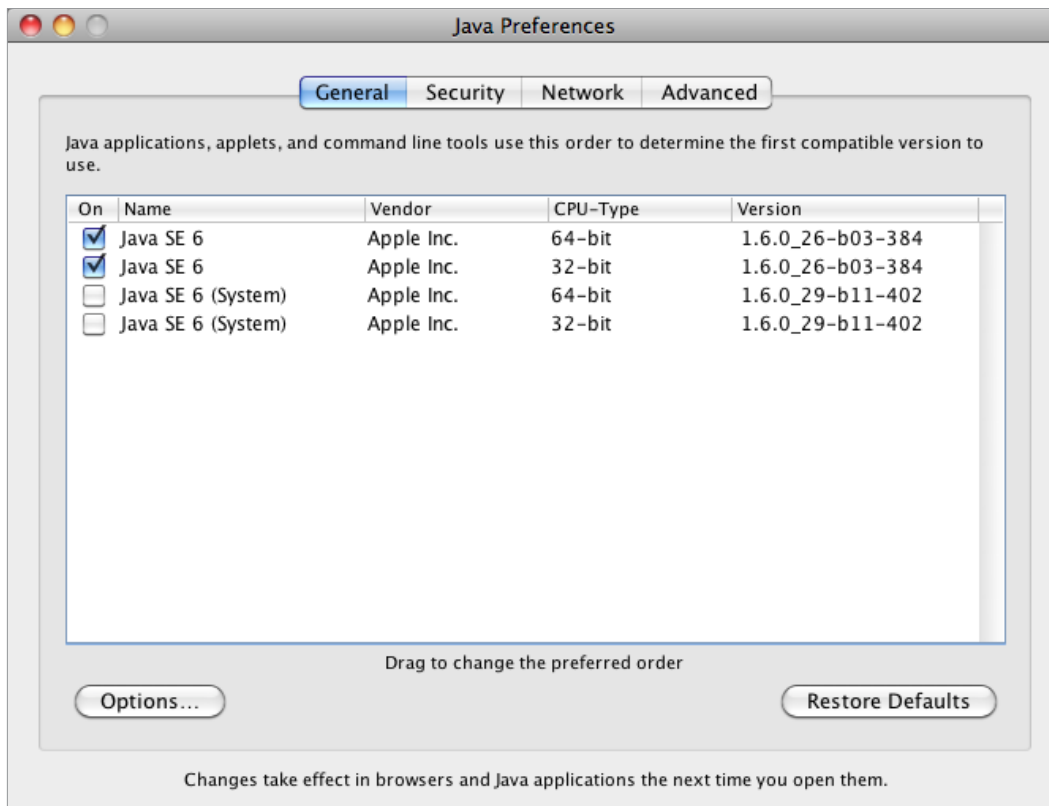 Java Preferences
General Security Network Advanced
Java applications, applets, and command line tools use this order to determine the first compatible version to
use.
On Name Vendor CPU-Type Version
Java SE 6 Apple Inc. 64-bit 1.6.0_26-b03-384
Java SE 6 Apple Inc. 32-bit 1.6.0_26-b03-384
Java SE 6 (System) Apple Inc. 64-bit 1.6.0_29-b11-402
Java SE 6 (System) Apple Inc. 32-bit 1.6.0_29-b11-402
Drag to change the preferred order
Options... Restore Defaults
Changes take effect in browsers and Java applications the next time you open them.